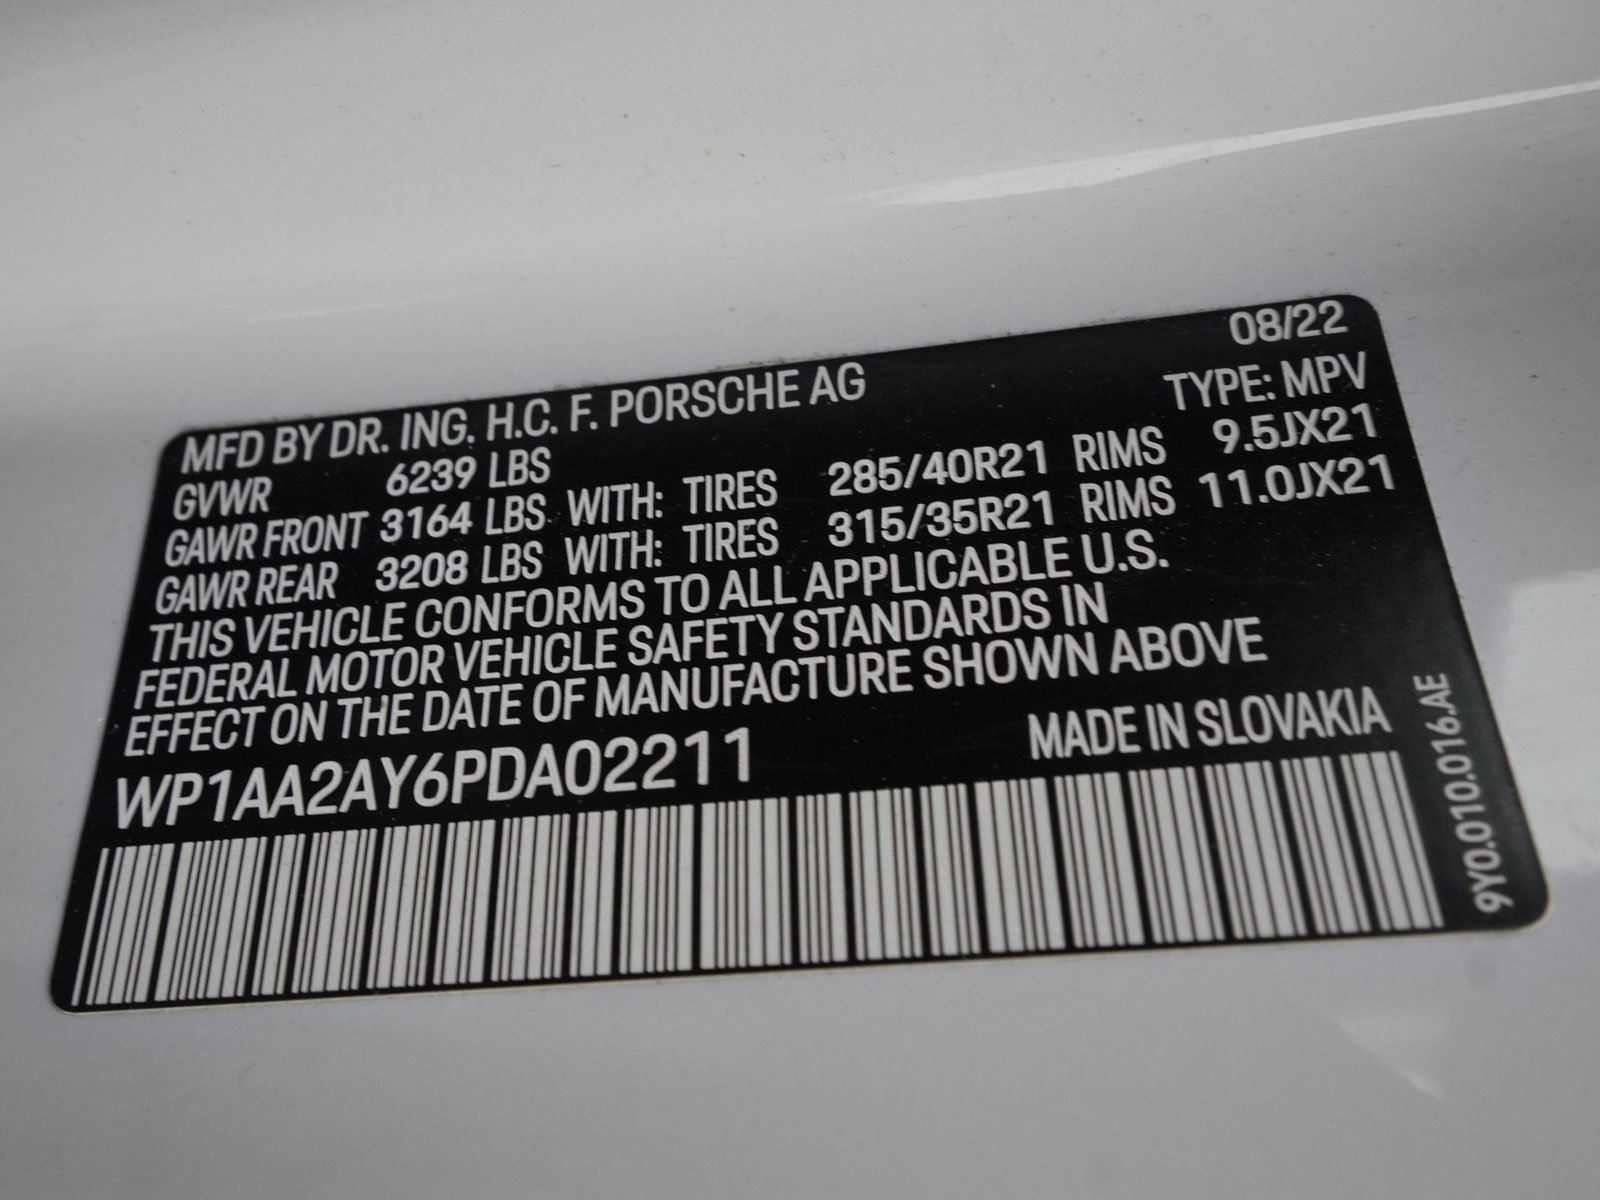 08/22
MFD BY DR. ING. H.C. F. PORSCHE AG TYPE: MPV
GVWR 6239 LBS
GAWR FRONT 3164 LBS WITH: TIRES 285/40R21 RIMS 9.5JX21
GAWR REAR 3208 LBS WITH: TIRES 315/35R21 RIMS 11.0JX21
THIS VEHICLE CONFORMS TO ALL APPLICABLE U.S.
FEDERAL MOTOR VEHICLE SAFETY STANDARDS IN
EFFECT ON THE DATE OF MANUFACTURE SHOWN ABOVE
WP1AA2AY6PDA02211 MADE IN SLOVAKIA
9Y0.010.016.AE